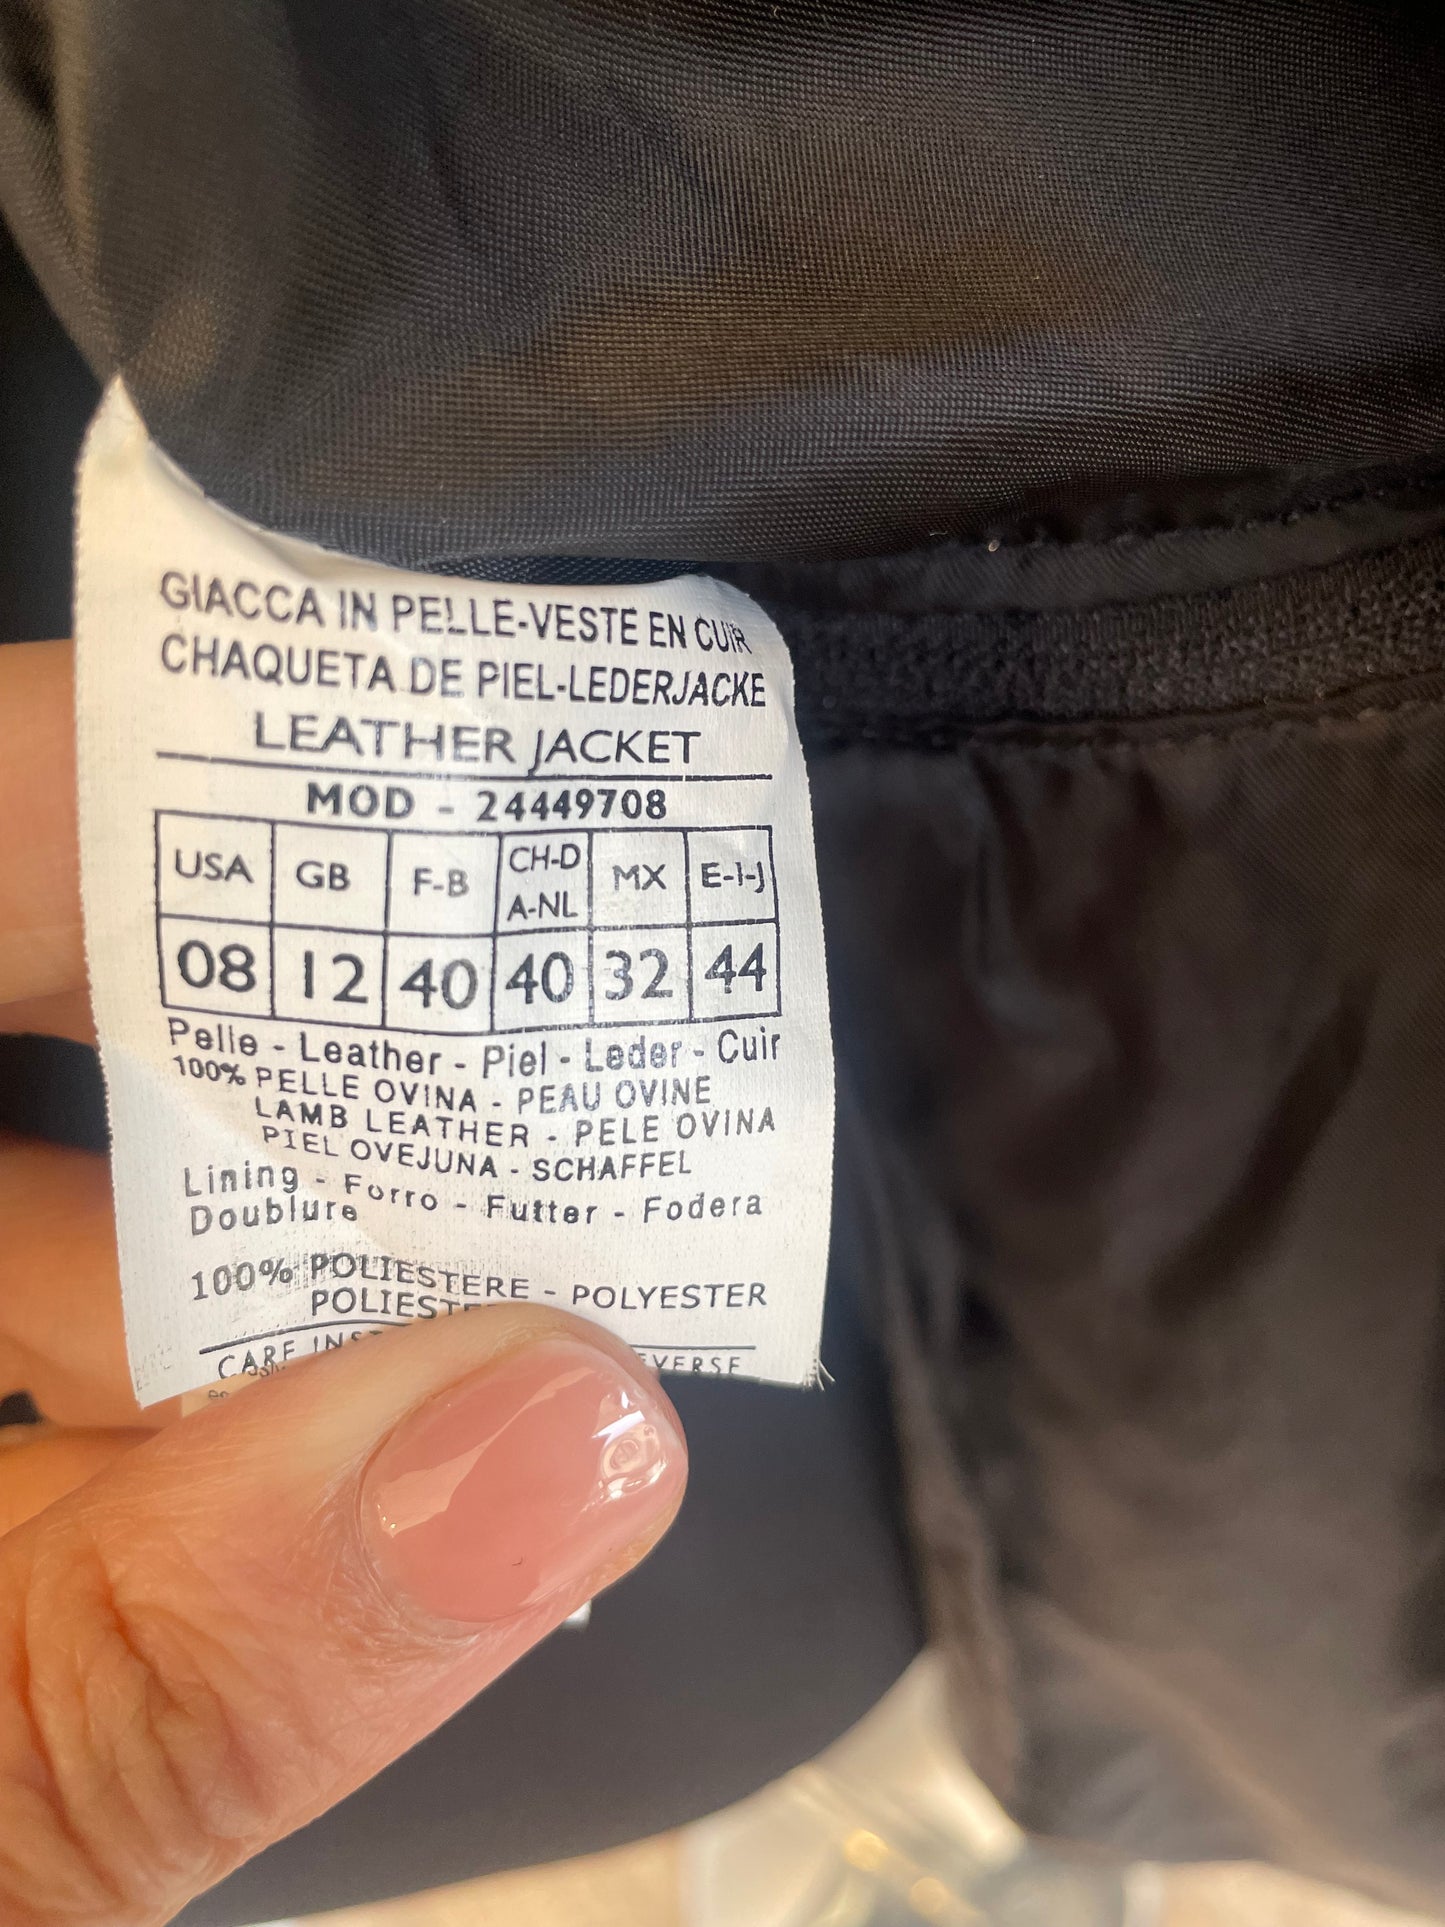 GIACCA IN PELLE-VESTE EN CUIR
CHAQUETA DE PIEL-LEDERJACKE
LEATHER JACKET
MOD - 24449708
USA GB F-B CH-D A-NL MX E-I-J
08 12 40 40 32 44
Pelle - Leather - Piel - Leder - Cuir
100% PELLE OVINA - PEAU OVINE
LAMB LEATHER - PELE OVINA
PIEL OVEJUNA - SCHAFFEL
Lining - Forro - Futter - Fodera
Doublure
100% POLIESTERE - POLYESTER
CARE